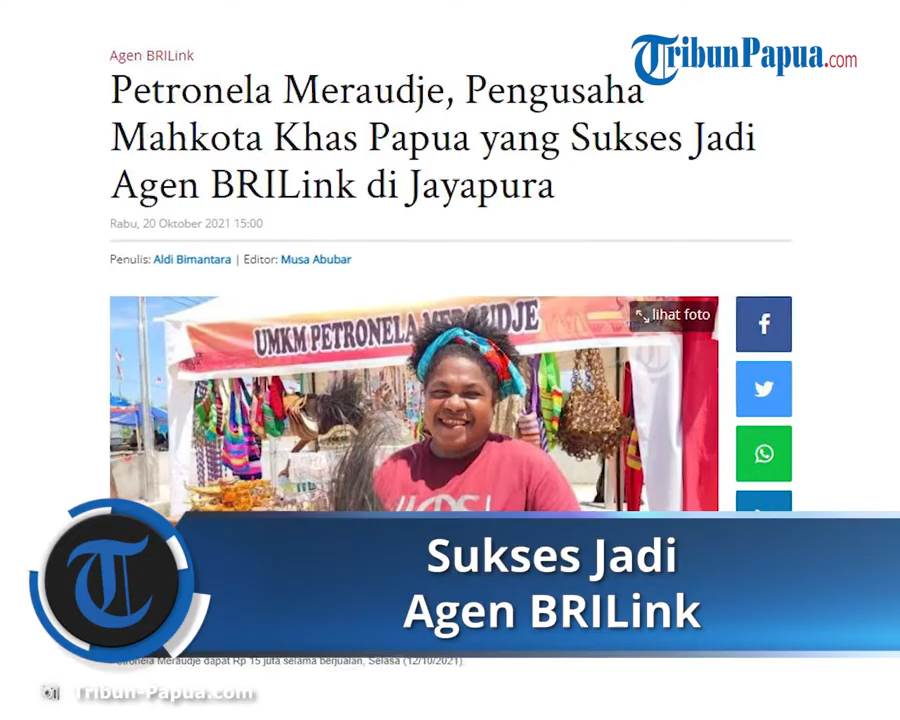 Agen BRILink
TribunPapua.com
Petronela Meraudje, Pengusaha
Mahkota Khas Papua yang Sukses Jadi
Agen BRILink di Jayapura
Rabu, 20 Oktober 2021 15:00
Penulis: Aldi Bimantara | Editor: Musa Abubar
lihat foto
UMKM PETRONELA MERAUDJE
Sukses Jadi
Agen BRILink
Petronela Meraudje dapat Rp 15 juta selama berjualan, Selasa (12/10/2021).
Tribun-Papua.com